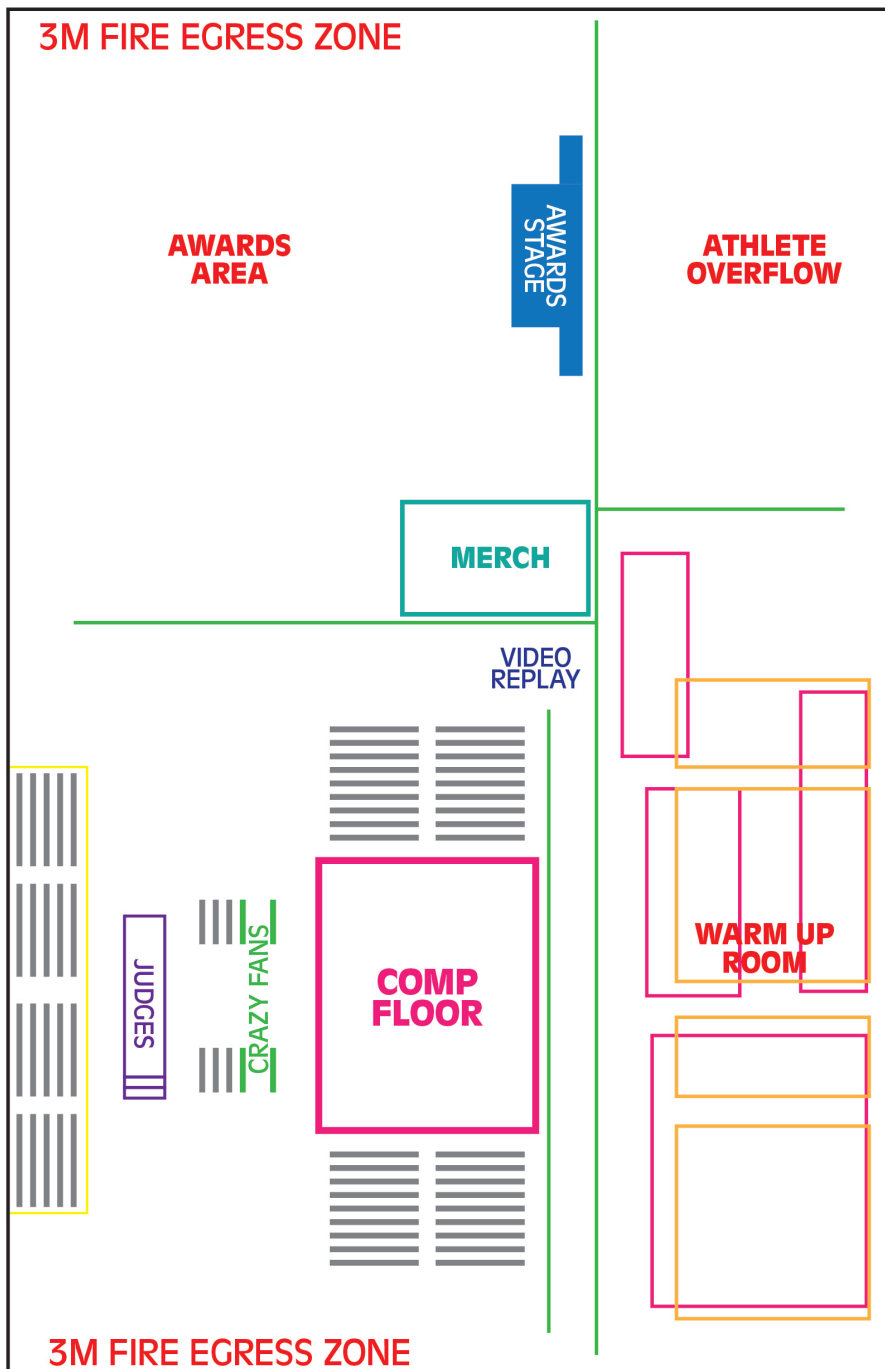 3M FIRE EGRESS ZONE
AWARDS
AREA
AWARDS
STAGE
ATHLETE
OVERFLOW
MERCH
VIDEO
REPLAY
JUDGES
CRAZY FANS
COMP
FLOOR
WARM UP
ROOM
3M FIRE EGRESS ZONE